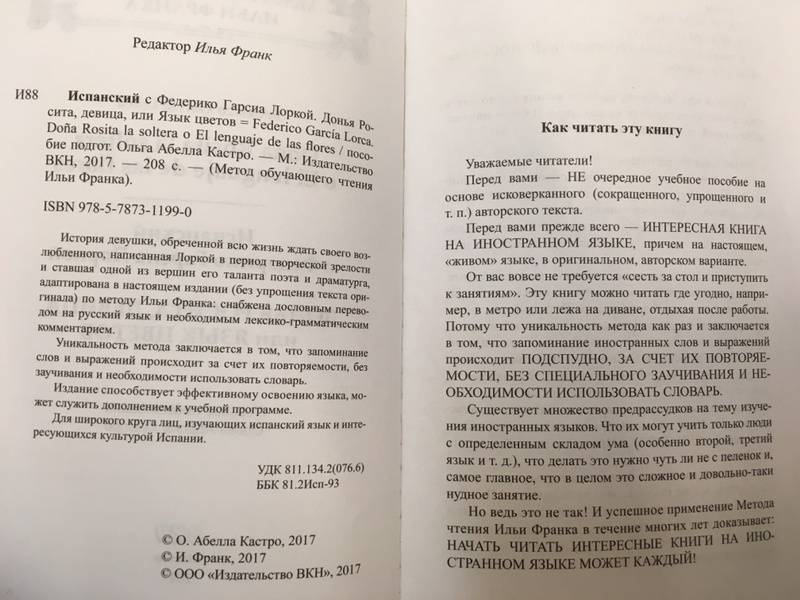 ИЛЬИ ФРАНКА
Редактор Илья Франк
И88
Испанский с Федерико Гарсиа Лоркой. Донья Ро-
сита, девица, или Язык цветов = Federico García Lorca.
Doña Rosita la soltera o El lenguaje de las flores / посо-
бие подгот. Ольга Абелла Кастро. — М.: Издательство
ВКН, 2017. — 208 с. — (Метод обучающего чтения
Ильи Франка).
ISBN 978-5-7873-1199-0
История девушки, обреченной всю жизнь ждать своего воз-
любленного, написанная Лоркой в период творческой зрелости
и ставшая одной из вершин его таланта поэта и драматурга,
адаптирована в настоящем издании (без упрощения текста ори-
гинала) по методу Ильи Франка: снабжена дословным перево-
дом на русский язык и необходимым лексико-грамматическим
комментарием.
Уникальность метода заключается в том, что запоминание
слов и выражений происходит за счет их повторяемости, без
заучивания и необходимости использовать словарь.
Издание способствует эффективному освоению языка, мо-
жет служить дополнением к учебной программе.
Для широкого круга лиц, изучающих испанский язык и инте-
ресующихся культурой Испании.
УДК 811.134.2(076.6)
ББК 81.2Исп-93
© О. Абелла Кастро, 2017
© И. Франк, 2017
© ООО «Издательство ВКН», 2017
Как читать эту книгу
Уважаемые читатели!
Перед вами — НЕ очередное учебное пособие на
основе исковерканного (сокращенного, упрощенного и
т. п.) авторского текста.
Перед вами прежде всего — ИНТЕРЕСНАЯ КНИГА
НА ИНОСТРАННОМ ЯЗЫКЕ, причем на настоящем,
«живом» языке, в оригинальном, авторском варианте.
От вас вовсе не требуется «сесть за стол и приступить
к занятиям». Эту книгу можно читать где угодно, напри-
мер, в метро или лежа на диване, отдыхая после работы.
Потому что уникальность метода как раз и заключается
в том, что запоминание иностранных слов и выражений
происходит ПОДСПУДНО, ЗА СЧЕТ ИХ ПОВТОРЯЕ-
МОСТИ, БЕЗ СПЕЦИАЛЬНОГО ЗАУЧИВАНИЯ И НЕ-
ОБХОДИМОСТИ ИСПОЛЬЗОВАТЬ СЛОВАРЬ.
Существует множество предрассудков на тему изуче-
ния иностранных языков. Что их могут учить только люди
с определенным складом ума (особенно второй, третий
язык и т. д.), что делать это нужно чуть ли не с пеленок и,
самое главное, что в целом это сложное и довольно-таки
нудное занятие.
Но ведь это не так! И успешное применение Метода
чтения Ильи Франка в течение многих лет доказывает:
НАЧАТЬ ЧИТАТЬ ИНТЕРЕСНЫЕ КНИГИ НА ИНО-
СТРАННОМ ЯЗЫКЕ МОЖЕТ КАЖДЫЙ!